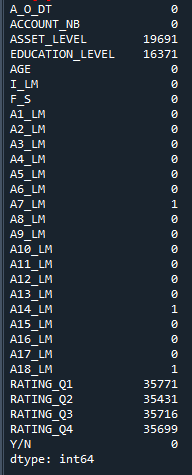 A_O_DT 0
ACCOUNT_NB 0
ASSET_LEVEL 19691
EDUCATION_LEVEL 16371
AGE 0
I_LM 0
F_S 0
A1_LM 0
A2_LM 0
A3_LM 0
A4_LM 0
A5_LM 0
A6_LM 0
A7_LM 1
A8_LM 0
A9_LM 0
A10_LM 0
A11_LM 0
A12_LM 0
A13_LM 0
A14_LM 1
A15_LM 0
A16_LM 0
A17_LM 0
A18_LM 1
RATING_Q1 35771
RATING_Q2 35431
RATING_Q3 35716
RATING_Q4 35699
Y/N 0
dtype: int64